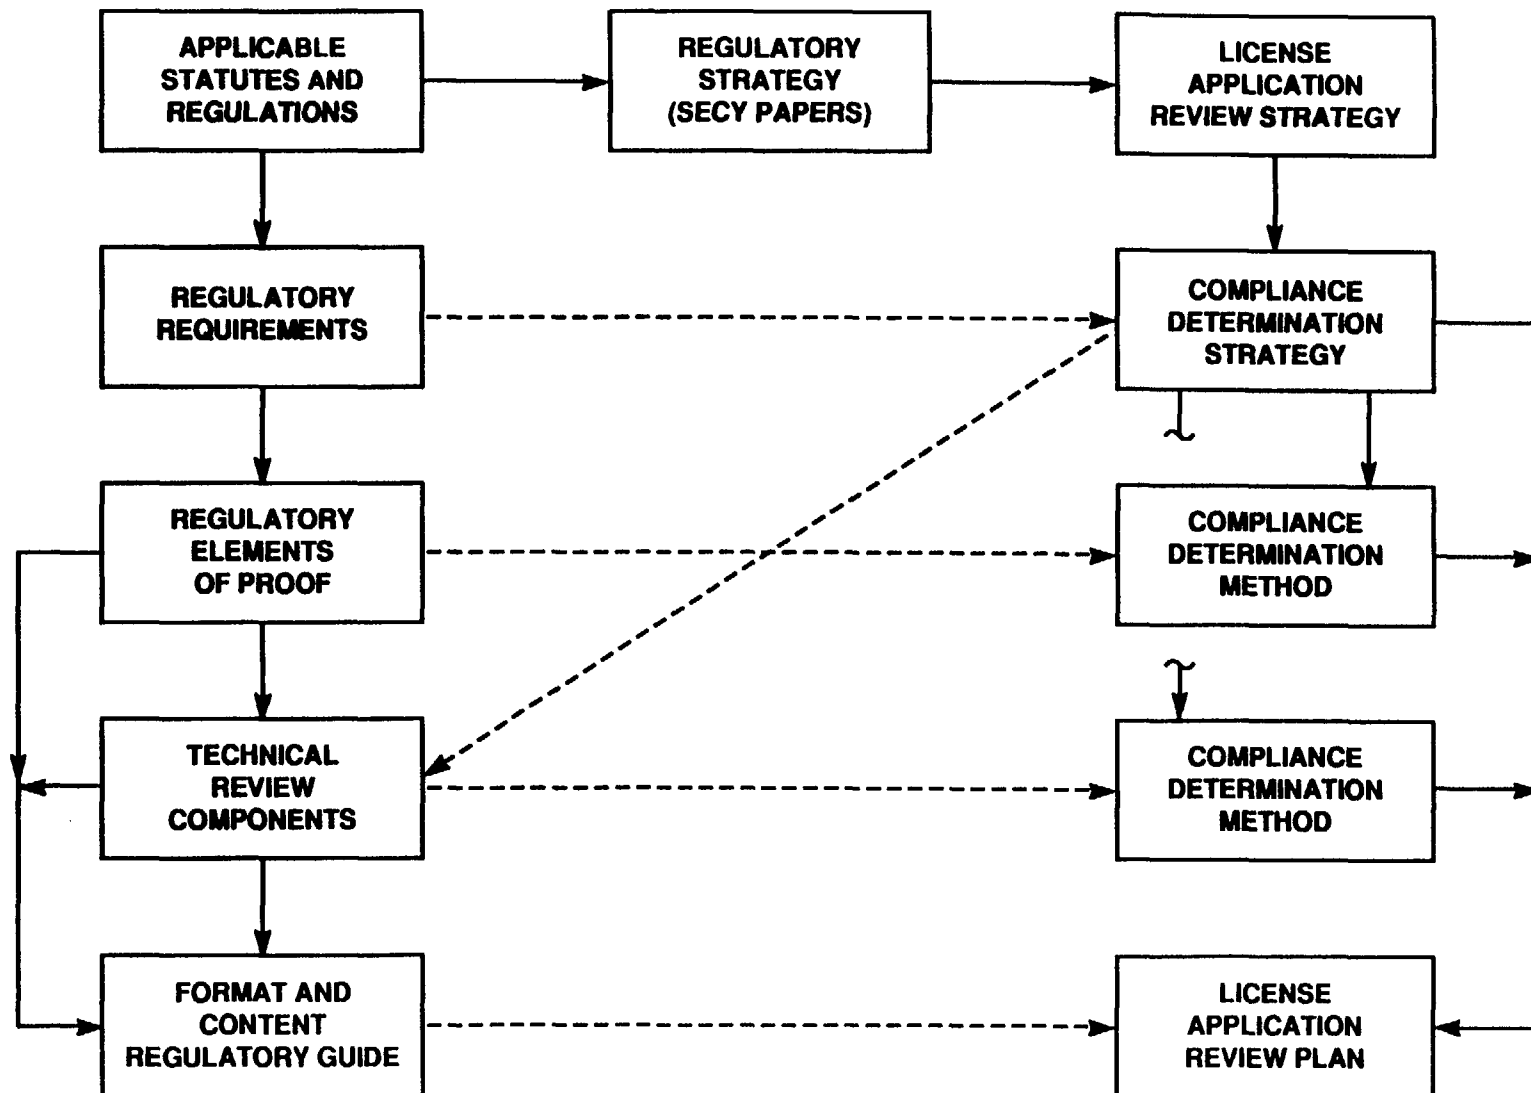 APPLICABLE
STATUTES AND
REGULATIONS
REGULATORY
STRATEGY
(SECY PAPERS)
LICENSE
APPLICATION
REVIEW STRATEGY
REGULATORY
REQUIREMENTS
COMPLIANCE
DETERMINATION
STRATEGY
REGULATORY
ELEMENTS
OF PROOF
COMPLIANCE
DETERMINATION
METHOD
TECHNICAL
REVIEW
COMPONENTS
COMPLIANCE
DETERMINATION
METHOD
FORMAT AND
CONTENT
REGULATORY GUIDE
LICENSE
APPLICATION
REVIEW PLAN